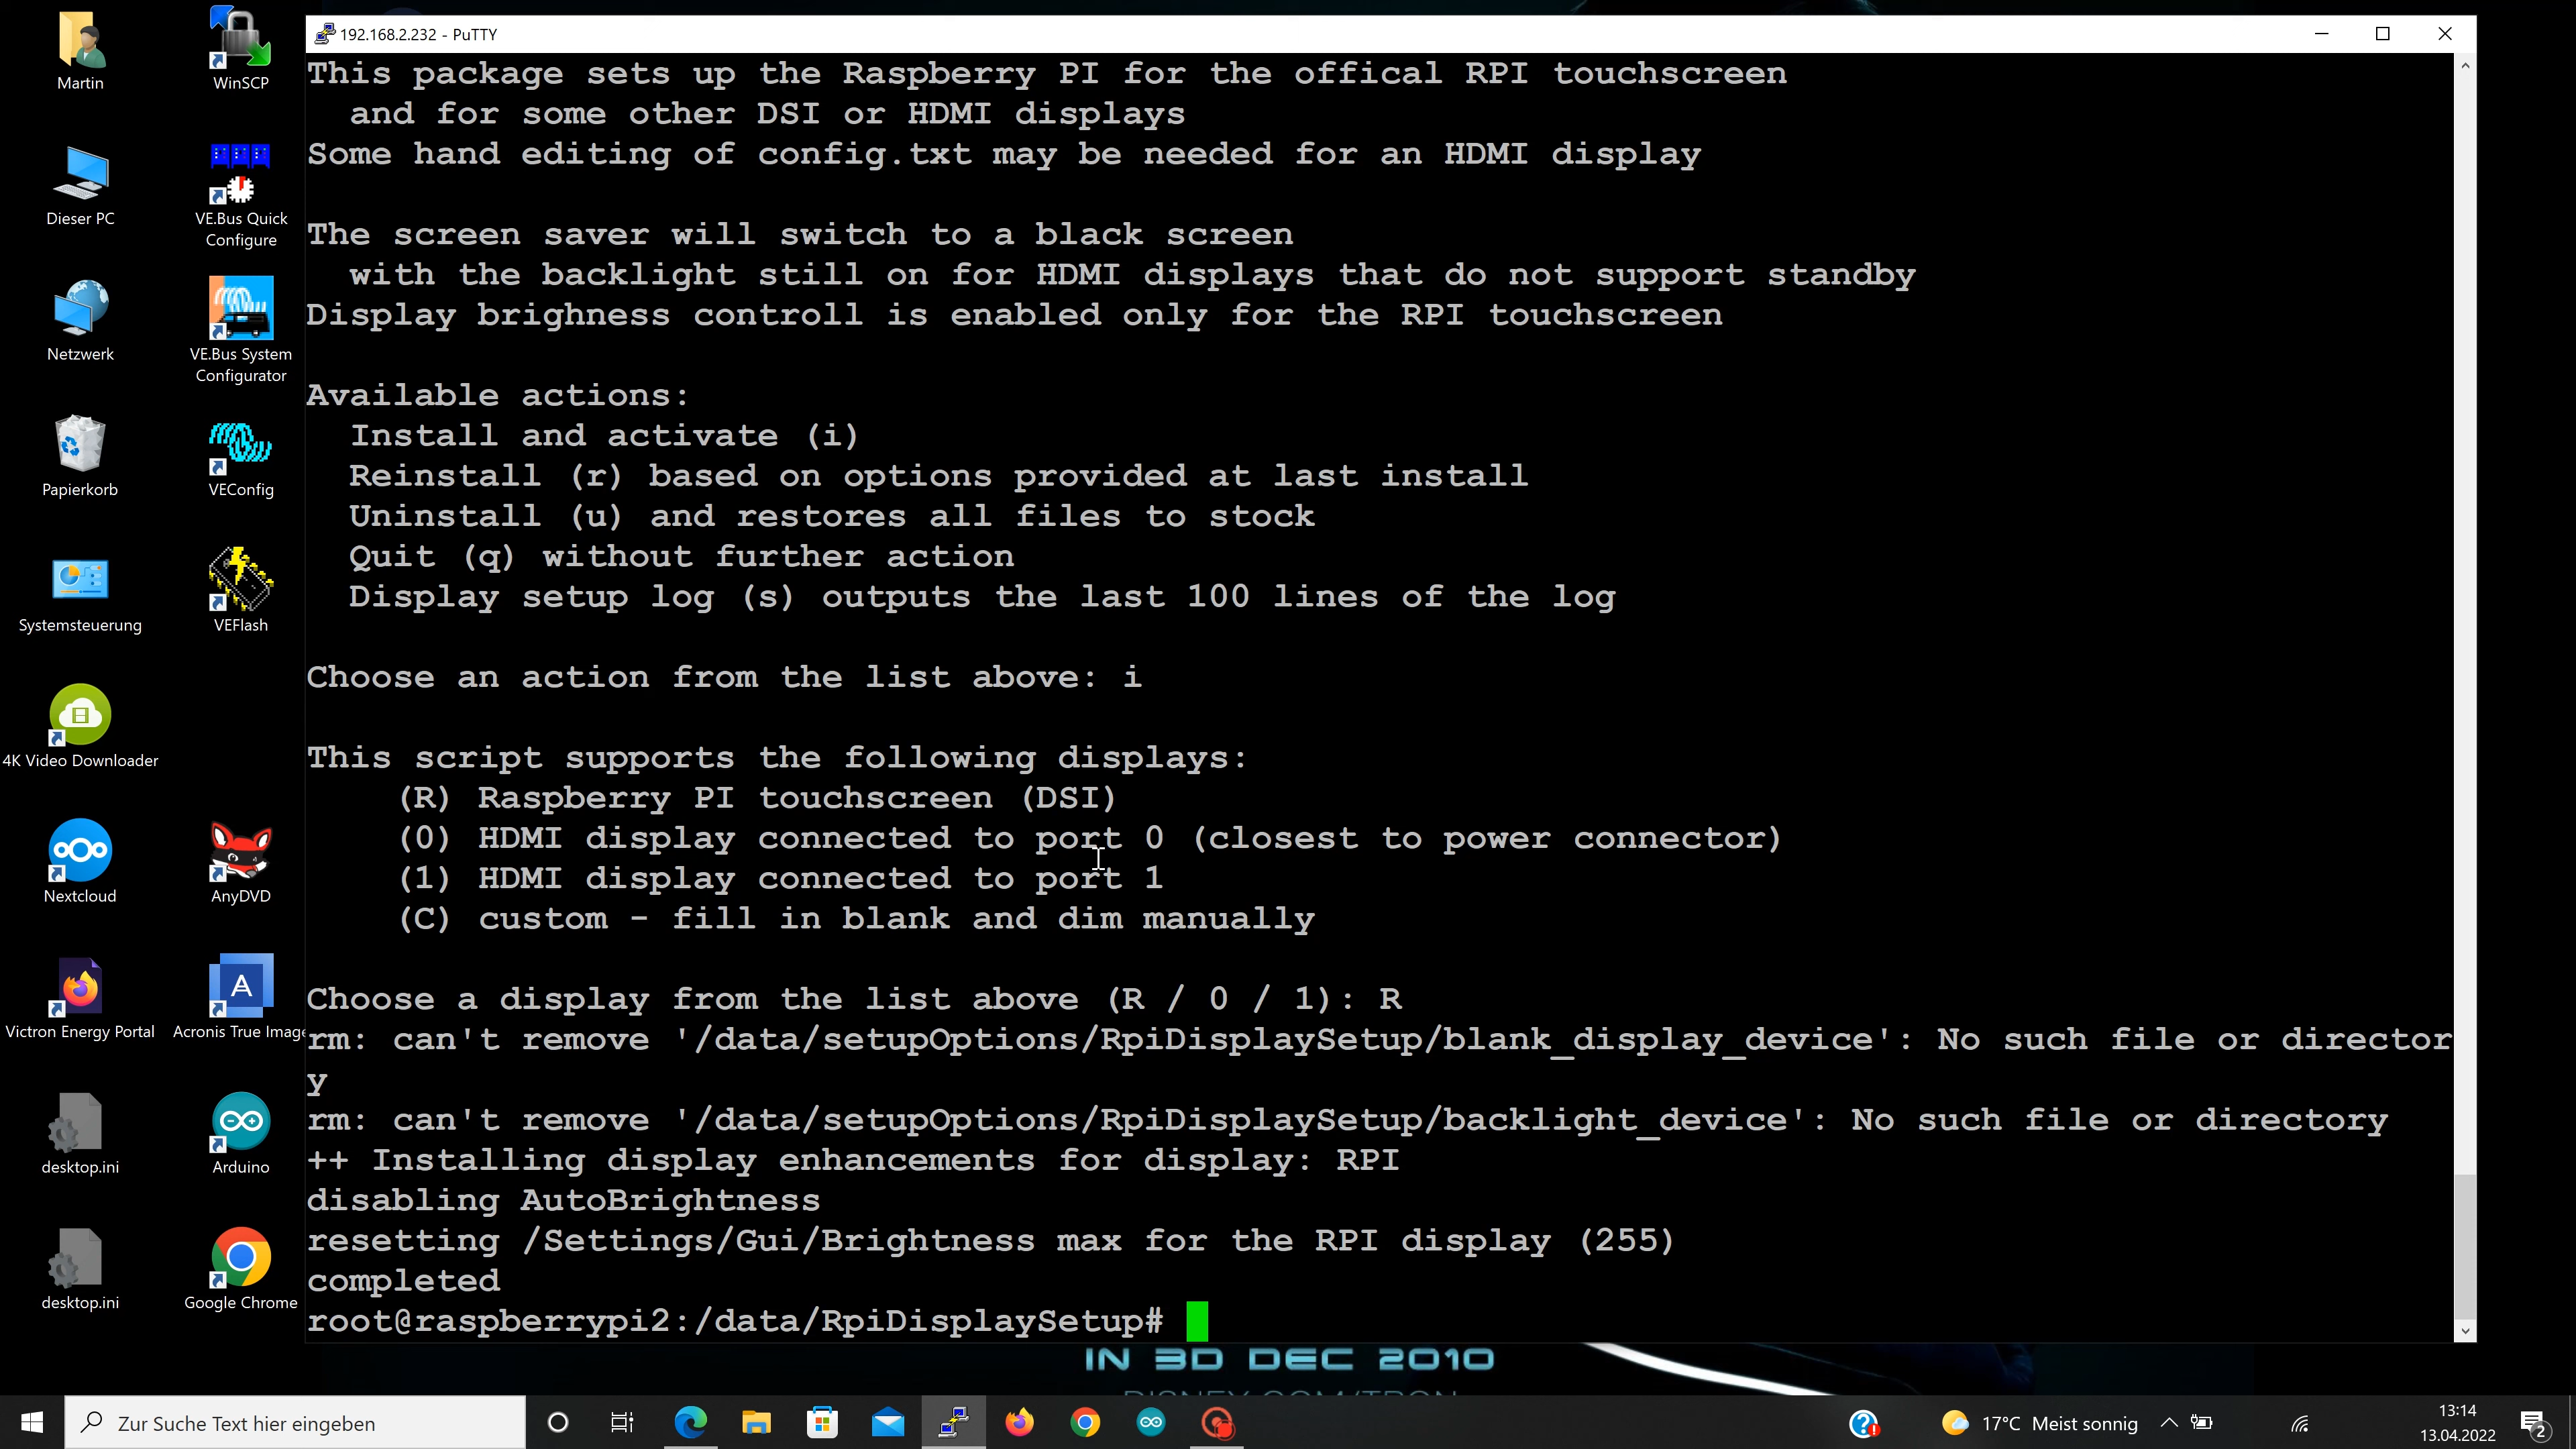 192.168.2.232 - PuTTY
This package sets up the Raspberry PI for the offical RPI touchscreen
and for some other DSI or HDMI displays
Some hand editing of config.txt may be needed for an HDMI display
The screen saver will switch to a black screen
with the backlight still on for HDMI displays that do not support standby
Display brighness controll is enabled only for the RPI touchscreen
Available actions:
Install and activate (i)
Reinstall (r) based on options provided at last install
Uninstall (u) and restores all files to stock
Quit (q) without further action
Display setup log (s) outputs the last 100 lines of the log
Choose an action from the list above: i
This script supports the following displays:
(R) Raspberry PI touchscreen (DSI)
(0) HDMI display connected to port 0 (closest to power connector)
(1) HDMI display connected to port 1
(C) custom - fill in blank and dim manually
Choose a display from the list above (R / 0 / 1): R
rm: can't remove '/data/setupOptions/RpiDisplaySetup/blank_display_device': No such file or director
y
rm: can't remove '/data/setupOptions/RpiDisplaySetup/backlight_device': No such file or directory
++ Installing display enhancements for display: RPI
disabling AutoBrightness
resetting /Settings/Gui/Brightness max for the RPI display (255)
completed
root@raspberrypi2:/data/RpiDisplaySetup#
Martin
WinSCP
Dieser PC
VE.Bus Quick
Configure
Netzwerk
VE.Bus System
Configurator
Papierkorb
VEConfig
Systemsteuerung
VEFlash
4K Video Downloader
Nextcloud
AnyDVD
Victron Energy Portal
Acronis True Image
desktop.ini
Arduino
desktop.ini
Google Chrome
IN 3D DEC 2010
DISNEY.COM/TRON
Zur Suche Text hier eingeben
17°C Meist sonnig
13:14
13.04.2022
2